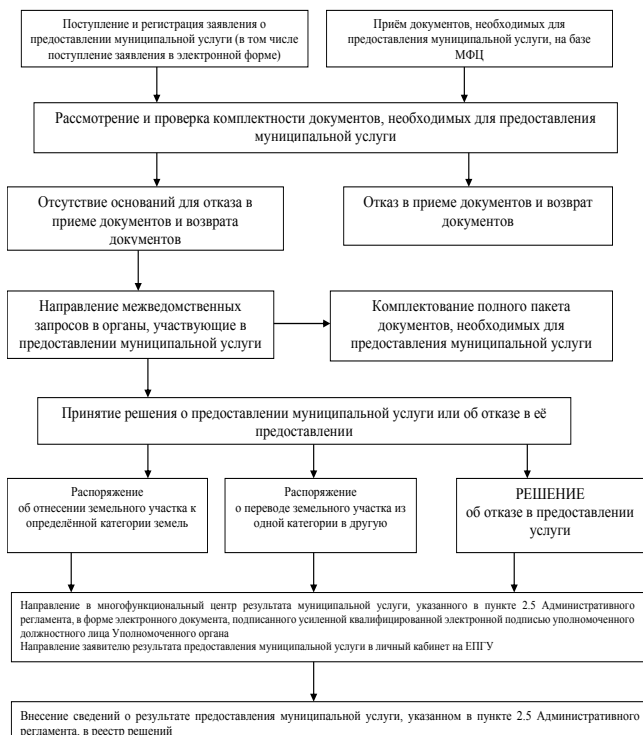 Поступление и регистрация заявления о
предоставлении муниципальной услуги (в том числе
поступление заявления в электронной форме)
Приём документов, необходимых для
предоставления муниципальной услуги, на базе
МФЦ
Рассмотрение и проверка комплектности документов, необходимых для предоставления
муниципальной услуги
Отсутствие оснований для отказа в
приеме документов и возврата
документов
Отказ в приеме документов и возврат
документов
Направление межведомственных
запросов в органы, участвующие в
предоставлении муниципальной услуги
Комплектование полного пакета
документов, необходимых для
предоставления муниципальной услуги
Принятие решения о предоставлении муниципальной услуги или об отказе в её
предоставлении
Распоряжение
об отнесении земельного участка к
определённой категории земель
Распоряжение
о переводе земельного участка из
одной категории в другую
РЕШЕНИЕ
об отказе в предоставлении
услуги
Направление в многофункциональный центр результата муниципальной услуги, указанного в пункте 2.5 Административного
регламента, в форме электронного документа, подписанного усиленной квалифицированной электронной подписью уполномоченного
должностного лица Уполномоченного органа
Направление заявителю результата предоставления муниципальной услуги в личный кабинет на ЕПГУ
Внесение сведений о результате предоставления муниципальной услуги, указанном в пункте 2.5 Административного
регламента, в реестр решений